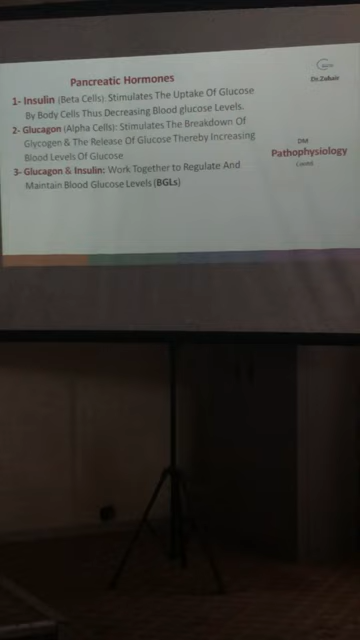 Pancreatic Hormones
1- Insulin (Beta Cells): Stimulates The Uptake Of Glucose
By Body Cells Thus Decreasing Blood glucose Levels.
2- Glucagon (Alpha Cells): Stimulates The Breakdown Of
Glycogen & The Release Of Glucose Thereby Increasing
Blood Levels Of Glucose
3- Glucagon & Insulin: Work Together to Regulate And
Maintain Blood Glucose Levels (BGLs)
Dr.Zubair
DM
Pathophysiology